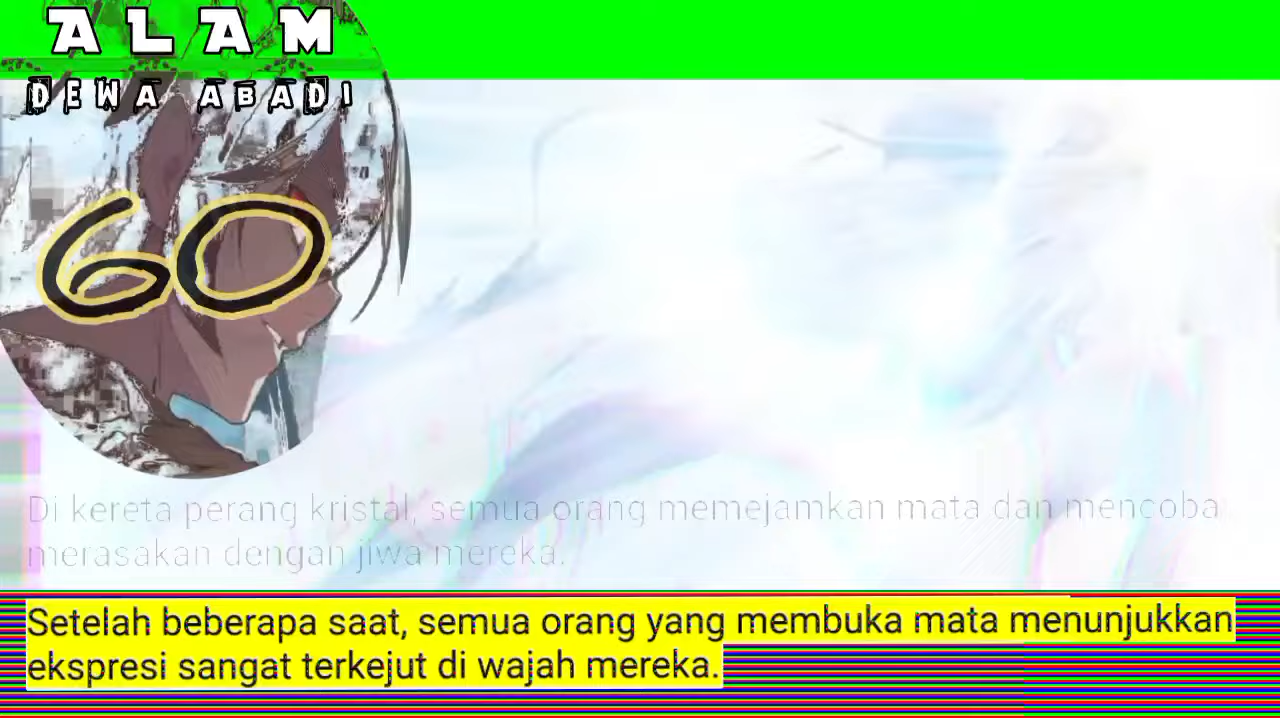 ALAM
DEWA ABADI
60
Di kereta perang kristal, semua orang memejamkan mata dan mencoba
merasakan dengan jiwa mereka.
Setelah beberapa saat, semua orang yang membuka mata menunjukkan
ekspresi sangat terkejut di wajah mereka.